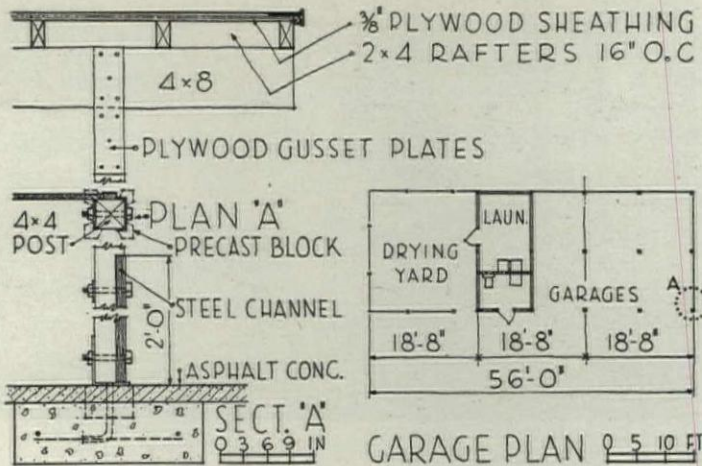 3/8" PLYWOOD SHEATHING
2×4 RAFTERS 16" O.C
4×8
PLYWOOD GUSSET PLATES
4×4
POST
PLAN "A"
PRECAST BLOCK
STEEL CHANNEL
2'-0"
ASPHALT CONC.
SECT. "A"
0 3 6 9 IN
LAUN.
DRYING
YARD
GARAGES
A
18'-8" 18'-8" 18'-8"
56'-0"
GARAGE PLAN 0 5 10 FT